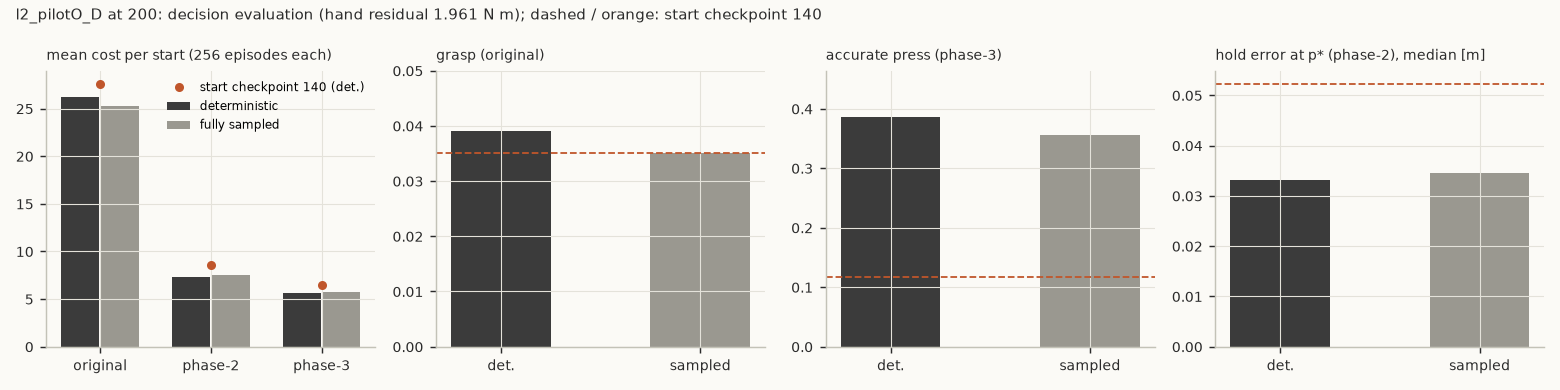 l2_pilotO_D at 200: decision evaluation (hand residual 1.961 N m); dashed / orange: start checkpoint 140
mean cost per start (256 episodes each)
start checkpoint 140 (det.)
deterministic
fully sampled
25
20
15
10
5
0
original
phase-2
phase-3
grasp (original)
0.05
0.04
0.03
0.02
0.01
0.00
det.
sampled
accurate press (phase-3)
0.4
0.3
0.2
0.1
0.0
det.
sampled
hold error at p* (phase-2), median [m]
0.05
0.04
0.03
0.02
0.01
0.00
det.
sampled